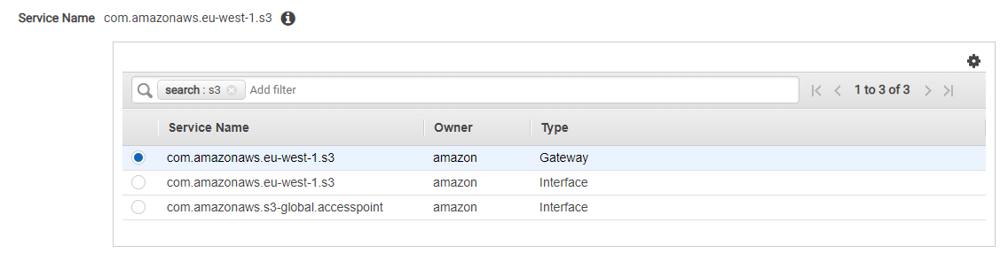 Service Name com.amazonaws.eu-west-1.s3
search : s3 Add filter 1 to 3 of 3
Service Name Owner Type
com.amazonaws.eu-west-1.s3 amazon Gateway
com.amazonaws.eu-west-1.s3 amazon Interface
com.amazonaws.s3-global.accesspoint amazon Interface